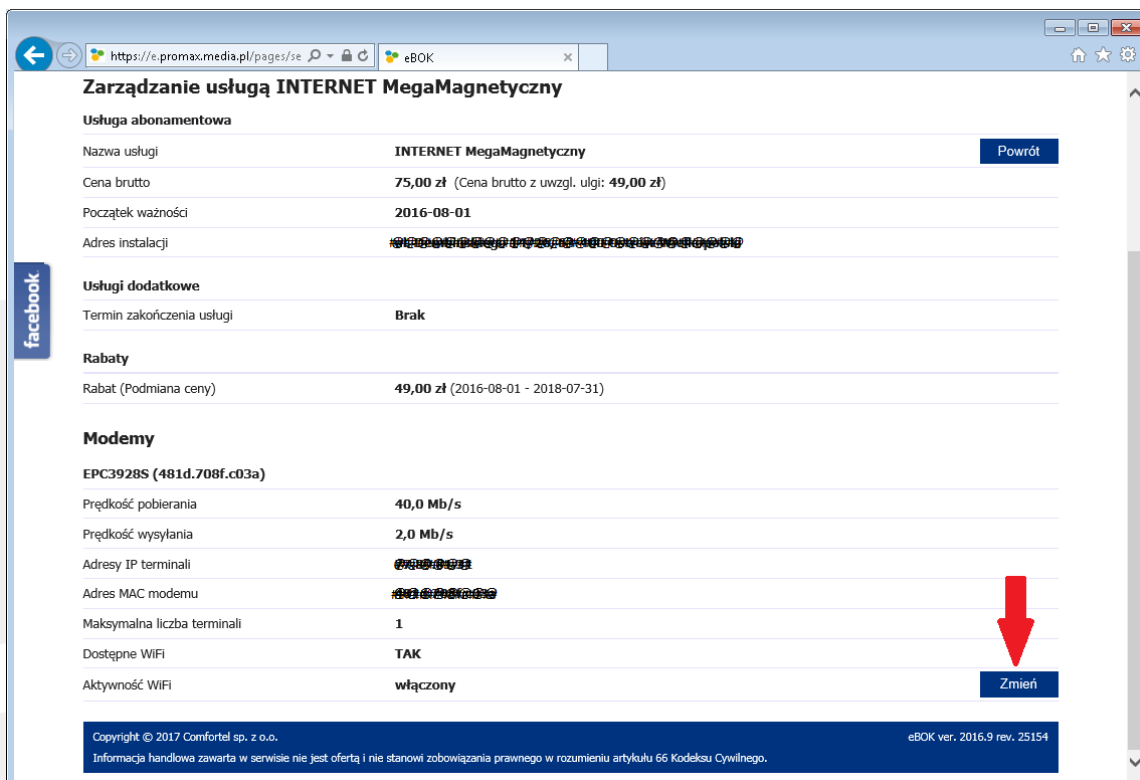 https://e.promax.media.pl/pages/se
eBOK
Zarządzanie usługą INTERNET MegaMagnetyczny
Usługa abonamentowa
Nazwa usługi INTERNET MegaMagnetyczny Powrót
Cena brutto 75,00 zł (Cena brutto z uwzgl. ulgi: 49,00 zł)
Początek ważności 2016-08-01
Adres instalacji
facebook
Usługi dodatkowe
Termin zakończenia usługi Brak
Rabaty
Rabat (Podmiana ceny) 49,00 zł (2016-08-01 - 2018-07-31)
Modemy
EPC3928S (481d.708f.c03a)
Prędkość pobierania 40,0 Mb/s
Prędkość wysyłania 2,0 Mb/s
Adresy IP terminali
Adres MAC modemu
Maksymalna liczba terminali 1
Dostępne WiFi TAK
Aktywność WiFi włączony Zmień
Copyright © 2017 Comfortel sp. z o.o. eBOK ver. 2016.9 rev. 25154
Informacja handlowa zawarta w serwisie nie jest ofertą i nie stanowi zobowiązania prawnego w rozumieniu artykułu 66 Kodeksu Cywilnego.